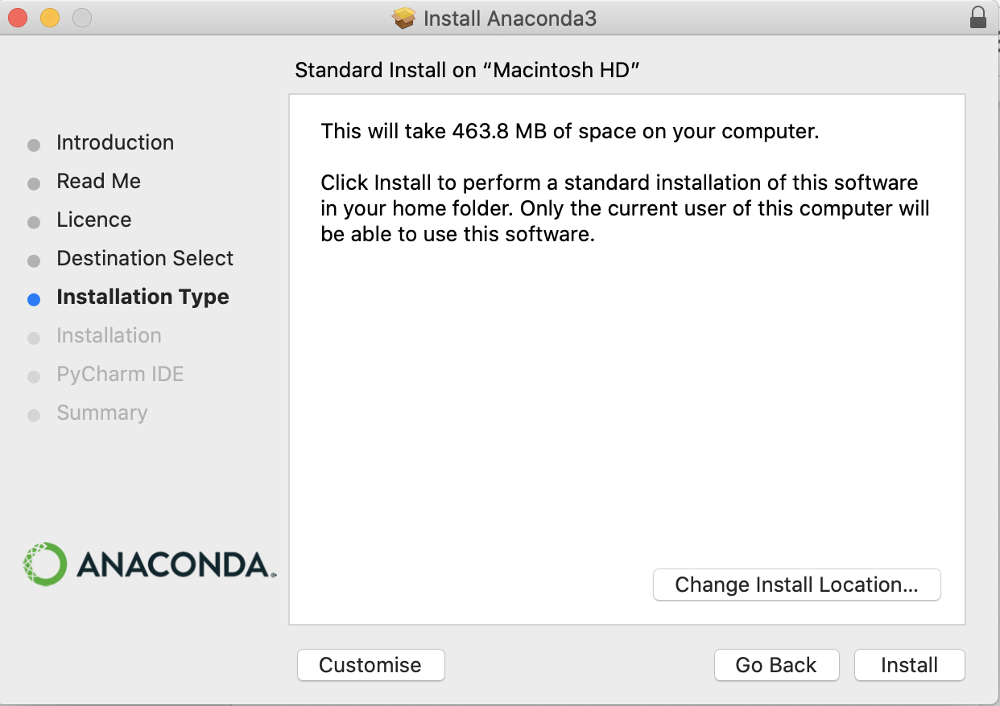 Install Anaconda3
Standard Install on “Macintosh HD”
Introduction
Read Me
Licence
Destination Select
Installation Type
Installation
PyCharm IDE
Summary
This will take 463.8 MB of space on your computer.
Click Install to perform a standard installation of this software
in your home folder. Only the current user of this computer will
be able to use this software.
ANACONDA.
Change Install Location...
Customise
Go Back
Install